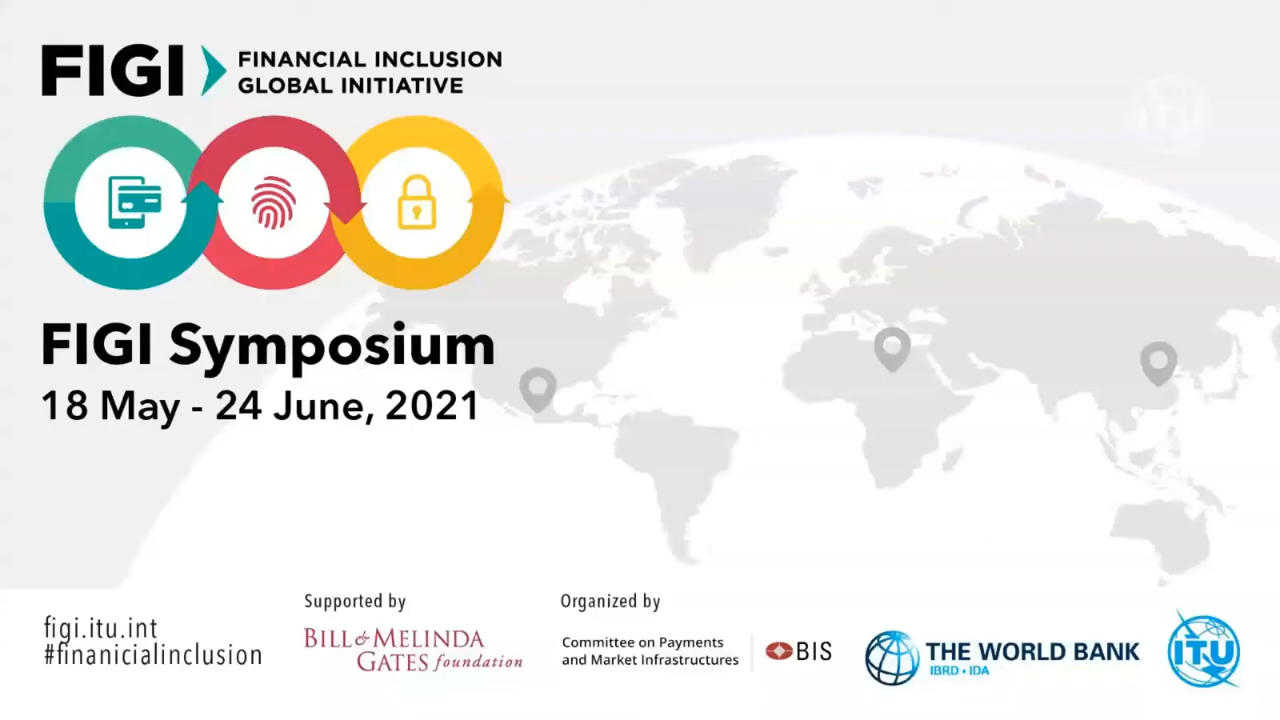 FIGI
FINANCIAL INCLUSION
GLOBAL INITIATIVE
ITU
FIGI Symposium
18 May - 24 June, 2021
figi.itu.int
#finanicialinclusion
Supported by
BILL & MELINDA
GATES foundation
Organized by
Committee on Payments
and Market Infrastructures
BIS
THE WORLD BANK
IBRD • IDA
ITU